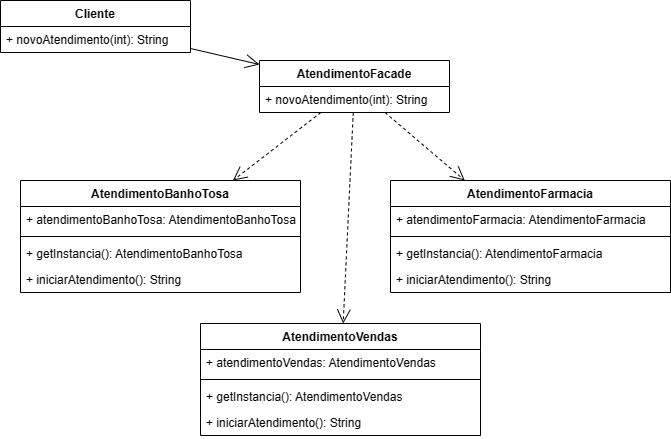 Cliente
+ novoAtendimento(int): String
AtendimentoFacade
+ novoAtendimento(int): String
AtendimentoBanhoTosa
+ atendimentoBanhoTosa: AtendimentoBanhoTosa
+ getInstancia(): AtendimentoBanhoTosa
+ iniciarAtendimento(): String
AtendimentoFarmacia
+ atendimentoFarmacia: AtendimentoFarmacia
+ getInstancia(): AtendimentoFarmacia
+ iniciarAtendimento(): String
AtendimentoVendas
+ atendimentoVendas: AtendimentoVendas
+ getInstancia(): AtendimentoVendas
+ iniciarAtendimento(): String